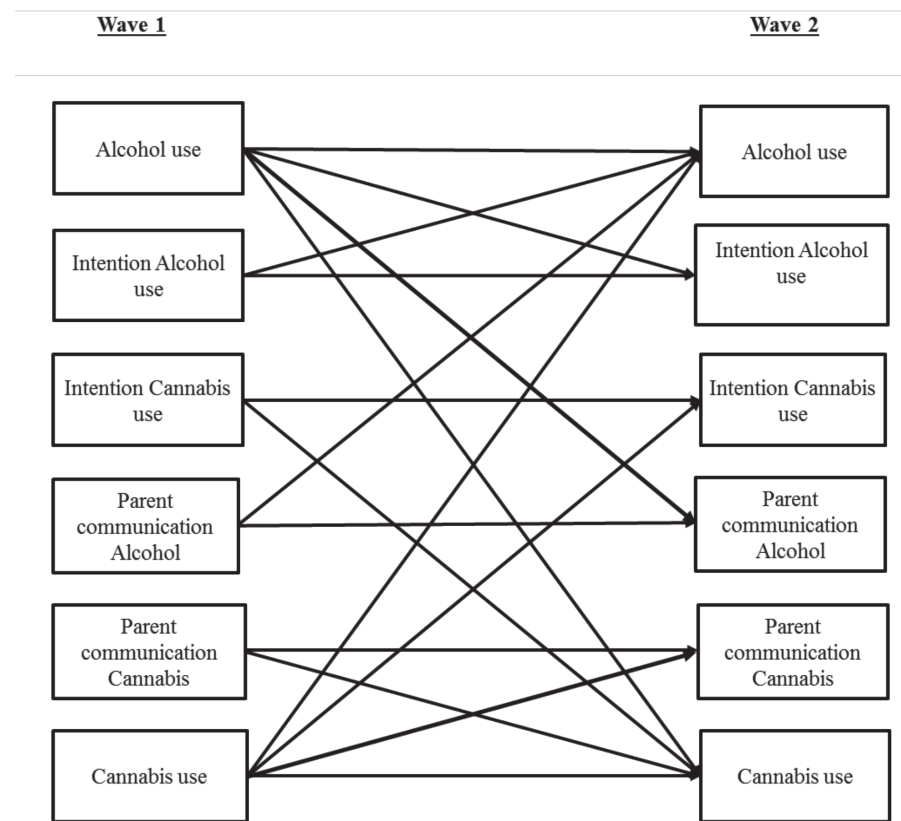 Wave 1
Wave 2
Alcohol use
Alcohol use
Intention Alcohol
use
Intention Alcohol
use
Intention Cannabis
use
Intention Cannabis
use
Parent
communication
Alcohol
Parent
communication
Alcohol
Parent
communication
Cannabis
Parent
communication
Cannabis
Cannabis use
Cannabis use